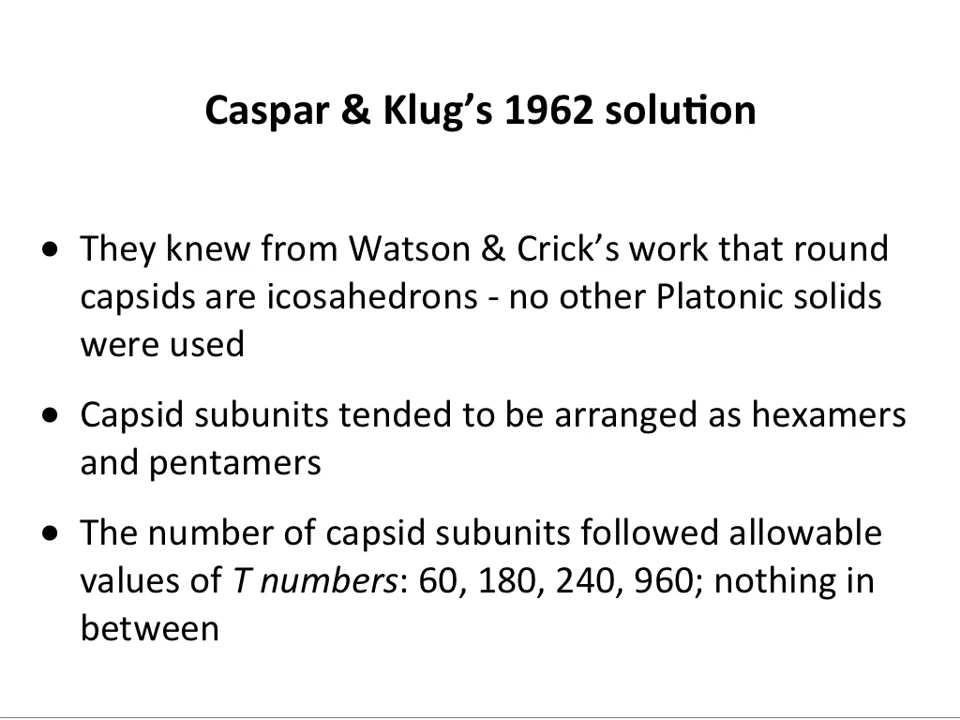 Caspar & Klug’s 1962 solution
● They knew from Watson & Crick’s work that round
capsids are icosahedrons - no other Platonic solids
were used
● Capsid subunits tended to be arranged as hexamers
and pentamers
● The number of capsid subunits followed allowable
values of T numbers: 60, 180, 240, 960; nothing in
between